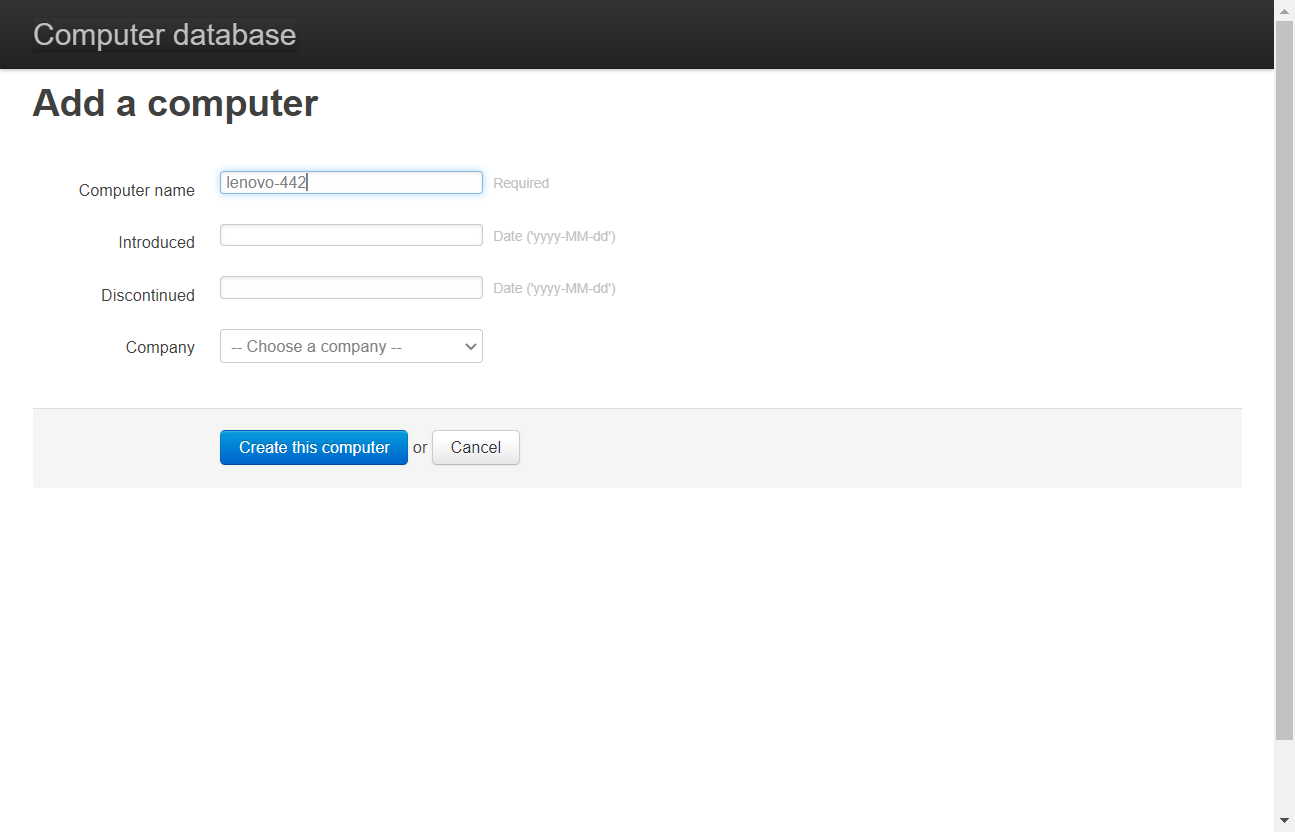 Computer database
Add a computer
Computer name lenovo-442 Required
Introduced Date ('yyyy-MM-dd')
Discontinued Date ('yyyy-MM-dd')
Company -- Choose a company --
Create this computer or Cancel